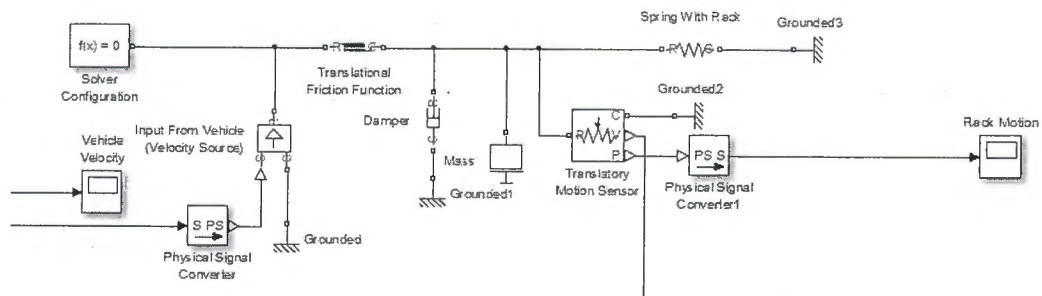 f(x) = 0
Solver
Configuration
R C
Translational
Friction Function
R C
Spring With Rack
Grounded3
Damper
R
C
Input From Vehicle
(Velocity Source)
R
S C
Vehicle
Velocity
Mass
Grounded1
Grounded2
R C
V
P
Translatory
Motion Sensor
PS S
Physical Signal
Converter1
Rack Motion
S PS
Physical Signal
Converter
Grounded